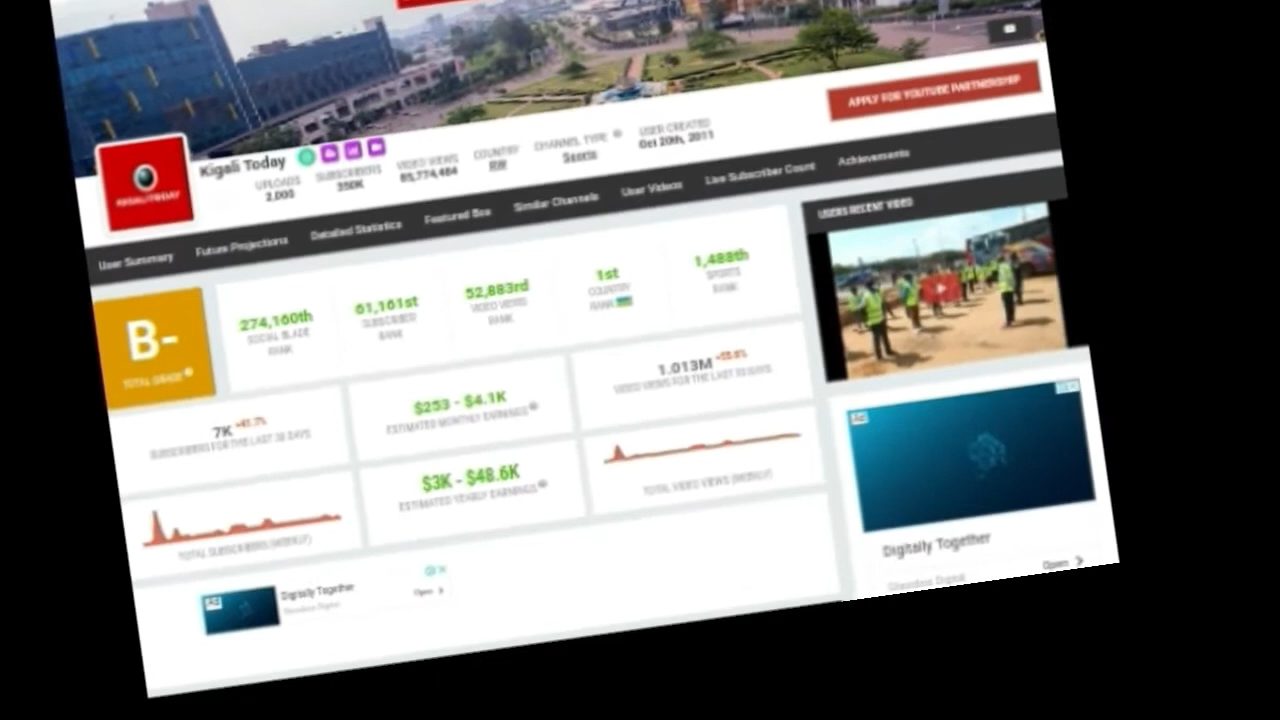 APPLY FOR YOUTUBE PARTNERSHIP
KIGALITODAY
Kigali Today
UPLOADS
2,000
SUBSCRIBERS
350K
VIDEO VIEWS
85,774,484
COUNTRY
RW
CHANNEL TYPE
Sports
USER CREATED
Oct 20th, 2011
User Summary
Future Projections
Detailed Statistics
Featured Box
Similar Channels
User Videos
Live Subscriber Count
Achievements
USERS RECENT VIDEO
B-
TOTAL GRADE
274,160th
SOCIAL BLADE
RANK
61,161st
SUBSCRIBER
RANK
52,883rd
VIDEO VIEWS
RANK
1st
COUNTRY
RANK
1,488th
SPORTS
RANK
7K
SUBSCRIBERS FOR THE LAST 30 DAYS
$253 - $4.1K
ESTIMATED MONTHLY EARNINGS
1.013M
VIDEO VIEWS FOR THE LAST 30 DAYS
TOTAL SUBSCRIBERS (WEEKLY)
$3K - $48.6K
ESTIMATED YEARLY EARNINGS
TOTAL VIDEO VIEWS (WEEKLY)
Ad
Digitally Together
Open
Ad
Digitally Together
Open